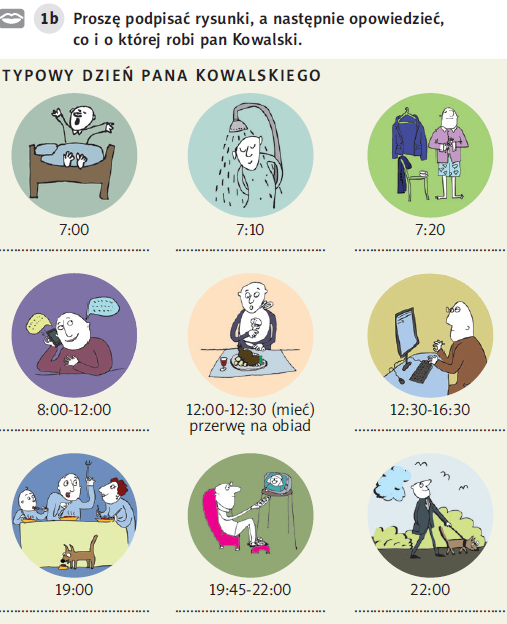 1b Proszę podpisać rysunki, a następnie opowiedzieć,
co i o której robi pan Kowalski.
TYPOWY DZIEŃ PANA KOWALSKIEGO
7:00 7:10 7:20
8:00-12:00 12:00-12:30 (mieć) 12:30-16:30
przerwę na obiad
19:00 19:45-22:00 22:00